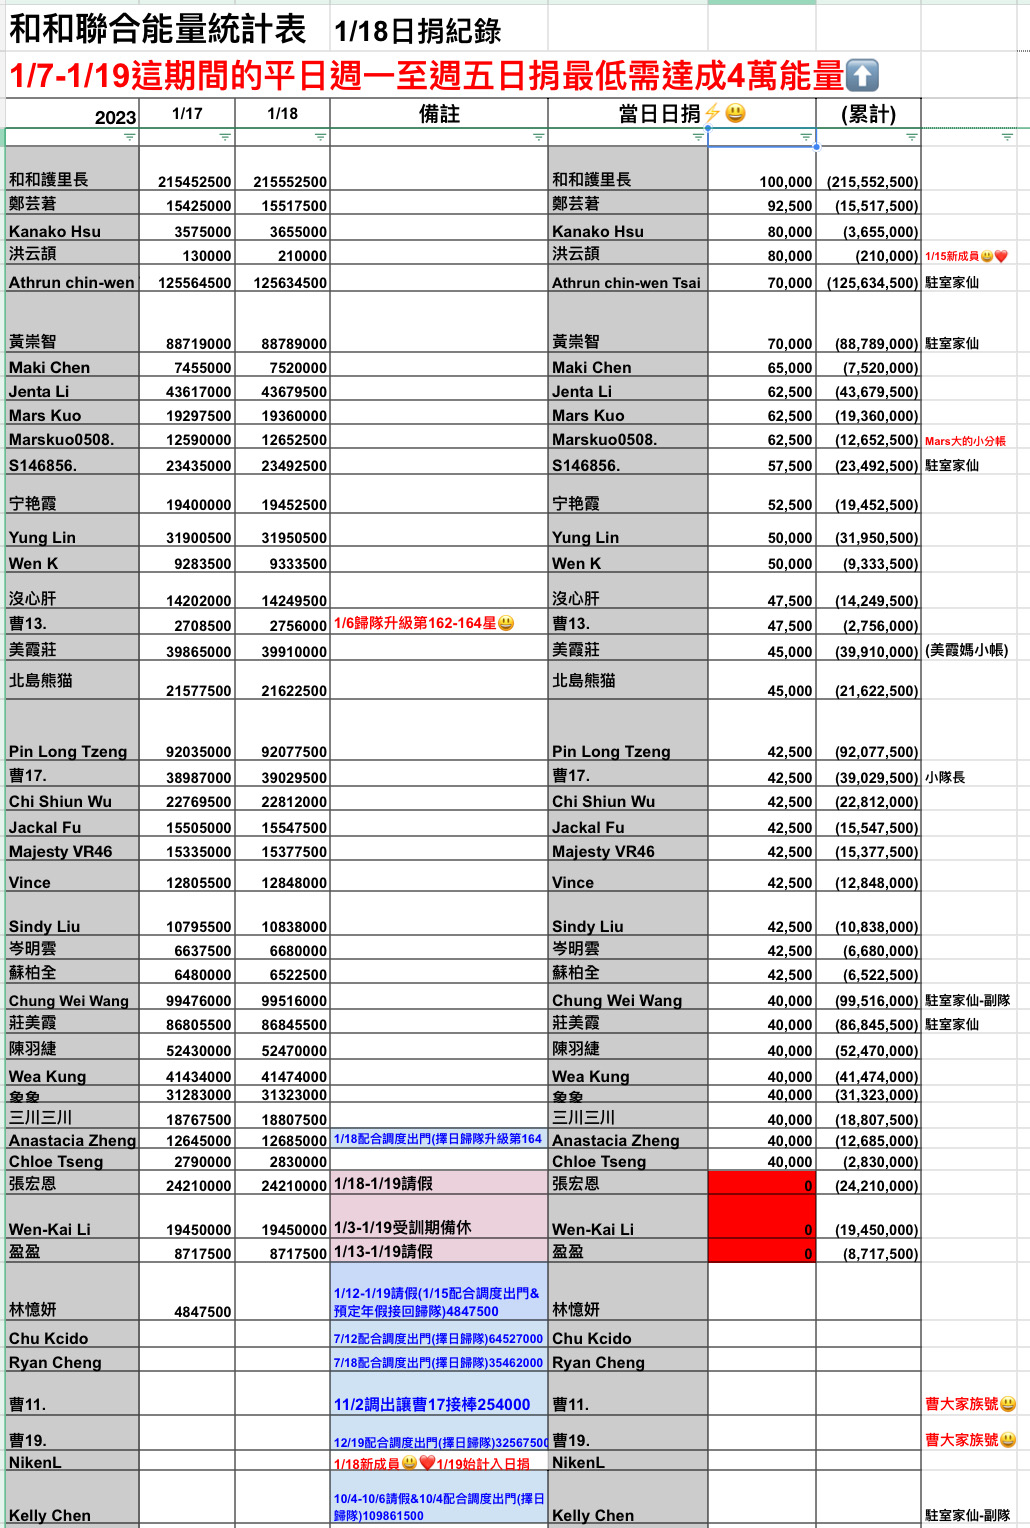 和和聯合能量統計表 1/18日捐紀錄
1/7-1/19這期間的平日週一至週五日捐最低需達成4萬能量⬆️
2023 1/17 1/18 備註 當日日捐⚡😃 (累計)
和和護里長 215452500 215552500 和和護里長 100,000 (215,552,500)
鄭芸著 15425000 15517500 鄭芸著 92,500 (15,517,500)
Kanako Hsu 3575000 3655000 Kanako Hsu 80,000 (3,655,000)
洪云頡 130000 210000 洪云頡 80,000 (210,000) 1/15新成員😃❤️
Athrun chin-wen 125564500 125634500 Athrun chin-wen Tsai 70,000 (125,634,500) 駐室家仙
黃崇智 88719000 88789000 黃崇智 70,000 (88,789,000) 駐室家仙
Maki Chen 7455000 7520000 Maki Chen 65,000 (7,520,000)
Jenta Li 43617000 43679500 Jenta Li 62,500 (43,679,500)
Mars Kuo 19297500 19360000 Mars Kuo 62,500 (19,360,000)
Marskuo0508. 12590000 12652500 Marskuo0508. 62,500 (12,652,500) Mars大的小分帳
S146856. 23435000 23492500 S146856. 57,500 (23,492,500) 駐室家仙
宁艳霞 19400000 19452500 宁艳霞 52,500 (19,452,500)
Yung Lin 31900500 31950500 Yung Lin 50,000 (31,950,500)
Wen K 9283500 9333500 Wen K 50,000 (9,333,500)
沒心肝 14202000 14249500 沒心肝 47,500 (14,249,500)
曹13. 2708500 2756000 1/6歸隊升級第162-164星😃 曹13. 47,500 (2,756,000)
美霞莊 39865000 39910000 美霞莊 45,000 (39,910,000) (美霞媽小帳)
北島熊猫 21577500 21622500 北島熊猫 45,000 (21,622,500)
Pin Long Tzeng 92035000 92077500 Pin Long Tzeng 42,500 (92,077,500)
曹17. 38987000 39029500 曹17. 42,500 (39,029,500) 小隊長
Chi Shiun Wu 22769500 22812000 Chi Shiun Wu 42,500 (22,812,000)
Jackal Fu 15505000 15547500 Jackal Fu 42,500 (15,547,500)
Majesty VR46 15335000 15377500 Majesty VR46 42,500 (15,377,500)
Vince 12805500 12848000 Vince 42,500 (12,848,000)
Sindy Liu 10795500 10838000 Sindy Liu 42,500 (10,838,000)
岑明雲 6637500 6680000 岑明雲 42,500 (6,680,000)
蘇柏全 6480000 6522500 蘇柏全 42,500 (6,522,500)
Chung Wei Wang 99476000 99516000 Chung Wei Wang 40,000 (99,516,000) 駐室家仙-副隊
莊美霞 86805500 86845500 莊美霞 40,000 (86,845,500) 駐室家仙
陳羽緁 52430000 52470000 陳羽緁 40,000 (52,470,000)
Wea Kung 41434000 41474000 Wea Kung 40,000 (41,474,000)
象象 31283000 31323000 象象 40,000 (31,323,000)
三川三川 18767500 18807500 三川三川 40,000 (18,807,500)
Anastacia Zheng 12645000 12685000 1/18配合調度出門(擇日歸隊升級第164 Anastacia Zheng 40,000 (12,685,000)
Chloe Tseng 2790000 2830000 Chloe Tseng 40,000 (2,830,000)
張宏恩 24210000 24210000 1/18-1/19請假 張宏恩 0 (24,210,000)
Wen-Kai Li 19450000 19450000 1/3-1/19受訓期備休 Wen-Kai Li 0 (19,450,000)
盈盈 8717500 8717500 1/13-1/19請假 盈盈 0 (8,717,500)
1/12-1/19請假(1/15配合調度出門&
林憶妍 4847500 預定年假接回歸隊)4847500 林憶妍
Chu Kcido 7/12配合調度出門(擇日歸隊)64527000 Chu Kcido
Ryan Cheng 7/18配合調度出門(擇日歸隊)35462000 Ryan Cheng
曹11. 11/2調出讓曹17接棒254000 曹11. 曹大家族號😃
曹19. 12/19配合調度出門(擇日歸隊)32567500 曹19. 曹大家族號😃
NikenL 1/18新成員😃❤️1/19始計入日捐 NikenL
10/4-10/6請假&10/4配合調度出門(擇日
Kelly Chen 歸隊)109861500 Kelly Chen 駐室家仙-副隊